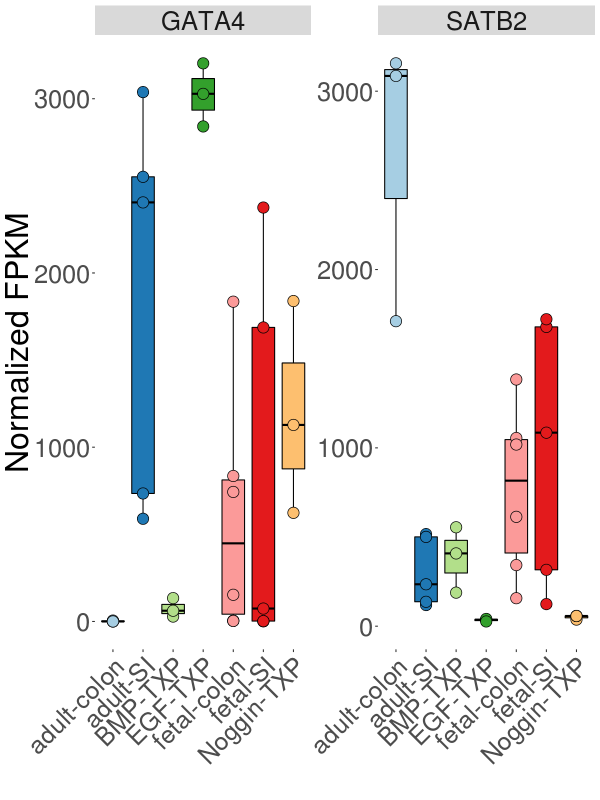 GATA4
SATB2
Normalized FPKM
3000
2000
1000
0
3000
2000
1000
0
adult-colon
adult-SI
BMP-TXP
EGF-TXP
fetal-colon
fetal-SI
Noggin-TXP
adult-colon
adult-SI
BMP-TXP
EGF-TXP
fetal-colon
fetal-SI
Noggin-TXP